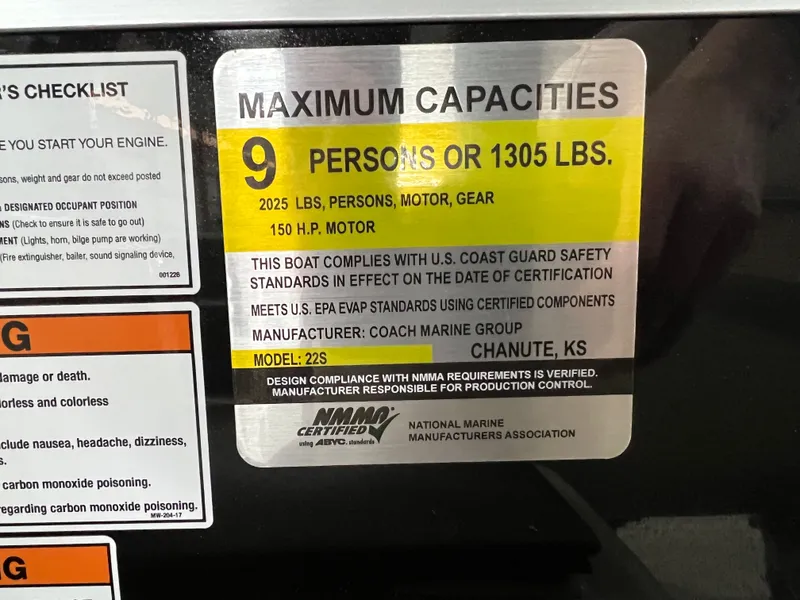 'S CHECKLIST
E YOU START YOUR ENGINE.
sons, weight and gear do not exceed posted
DESIGNATED OCCUPANT POSITION
NS (Check to ensure it is safe to go out)
MENT (Lights, horn, bilge pump are working)
(Fire extinguisher, bailer, sound signaling device,
001226
G
damage or death.
orless and colorless
clude nausea, headache, dizziness,
s.
carbon monoxide poisoning.
regarding carbon monoxide poisoning.
MW-204-17
G
MAXIMUM CAPACITIES
9 PERSONS OR 1305 LBS.
2025 LBS, PERSONS, MOTOR, GEAR
150 H.P. MOTOR
THIS BOAT COMPLIES WITH U.S. COAST GUARD SAFETY
STANDARDS IN EFFECT ON THE DATE OF CERTIFICATION
MEETS U.S. EPA EVAP STANDARDS USING CERTIFIED COMPONENTS
MANUFACTURER: COACH MARINE GROUP
MODEL: 22S CHANUTE, KS
DESIGN COMPLIANCE WITH NMMA REQUIREMENTS IS VERIFIED.
MANUFACTURER RESPONSIBLE FOR PRODUCTION CONTROL.
NMMA
CERTIFIED
using ABYC. standards
NATIONAL MARINE
MANUFACTURERS ASSOCIATION